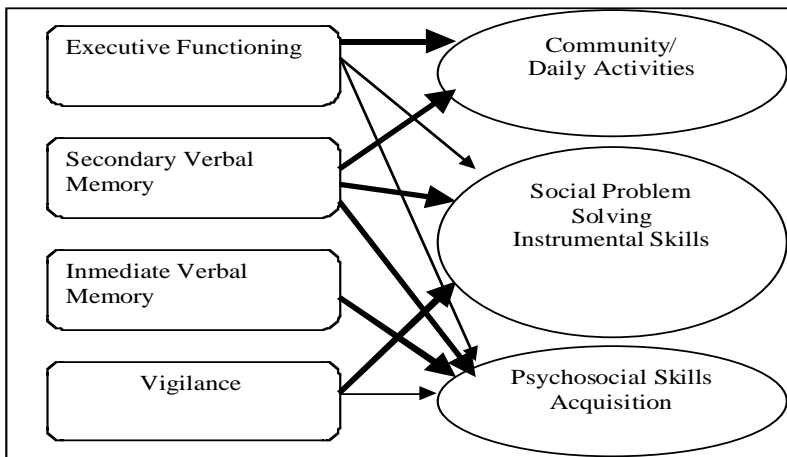 Executive Functioning
Secondary Verbal
Memory
Inmediate Verbal
Memory
Vigilance
Community/
Daily Activities
Social Problem
Solving
Instrumental Skills
Psychosocial Skills
Acquisition